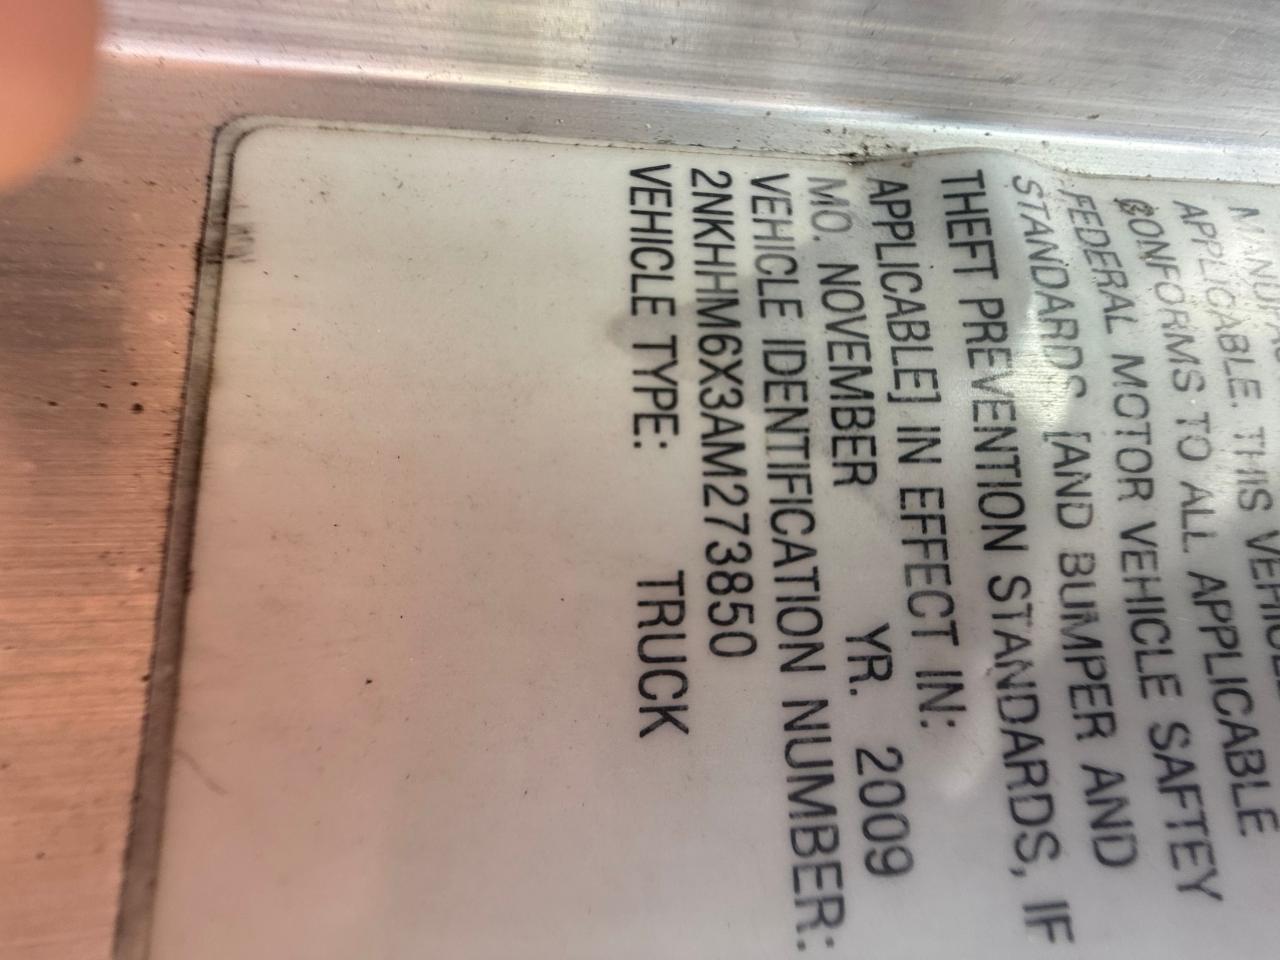 APPLICABLE. THIS
CONFORMS TO ALL APPLICABLE
FEDERAL MOTOR VEHICLE SAFTEY
STANDARDS [AND BUMPER AND
THEFT PREVENTION STANDARDS, IF
APPLICABLE] IN EFFECT IN:
MO. NOVEMBER YR. 2009
VEHICLE IDENTIFICATION NUMBER:
2NKHHM6X3AM273850
VEHICLE TYPE: TRUCK